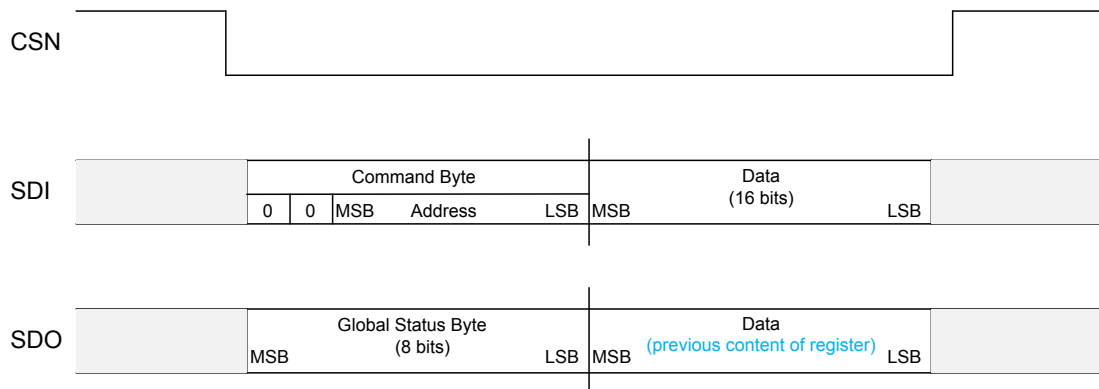 CSN
SDI
Command Byte
0 0 MSB Address LSB
Data
(16 bits)
MSB LSB
SDO
Global Status Byte
(8 bits)
MSB LSB
Data
(previous content of register)
MSB LSB